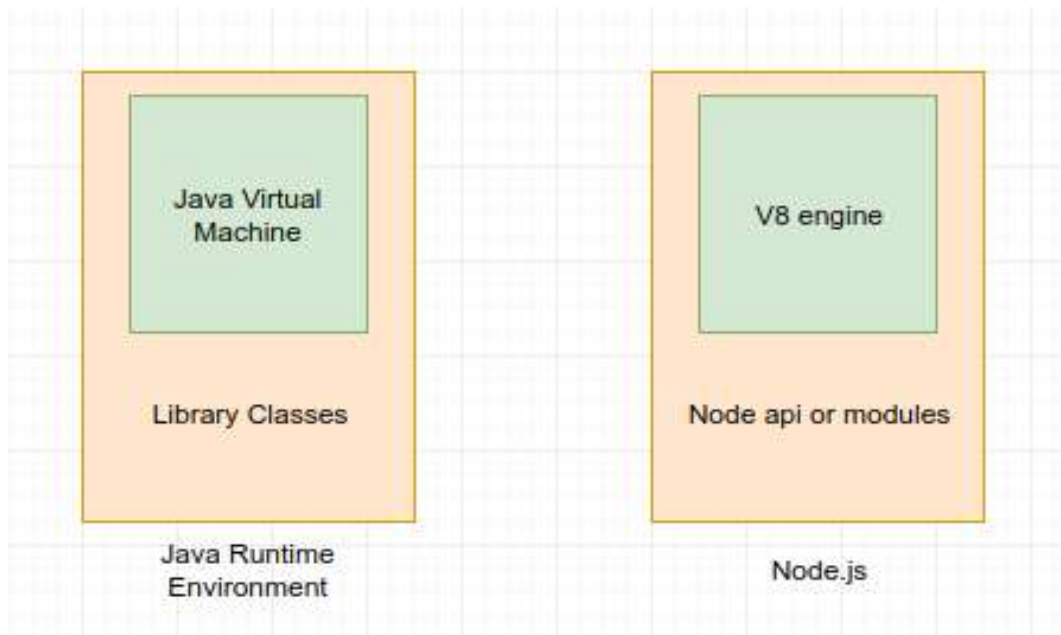 Java Virtual
Machine
Library Classes
Java Runtime
Environment
V8 engine
Node api or modules
Node.js